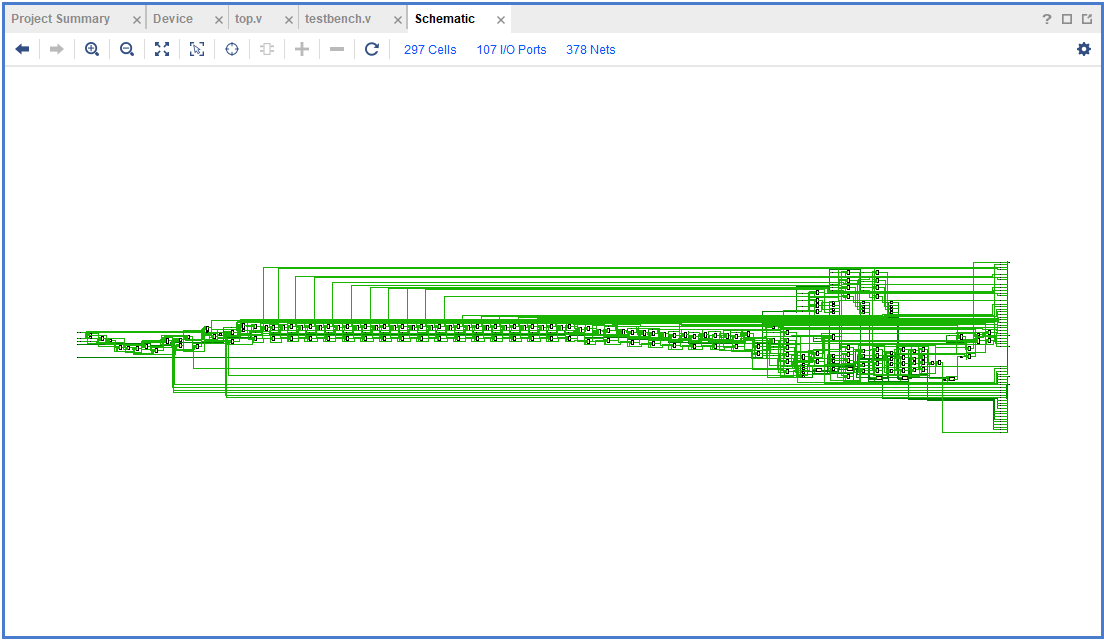 Project Summary Device top.v testbench.v Schematic ?
297 Cells 107 I/O Ports 378 Nets